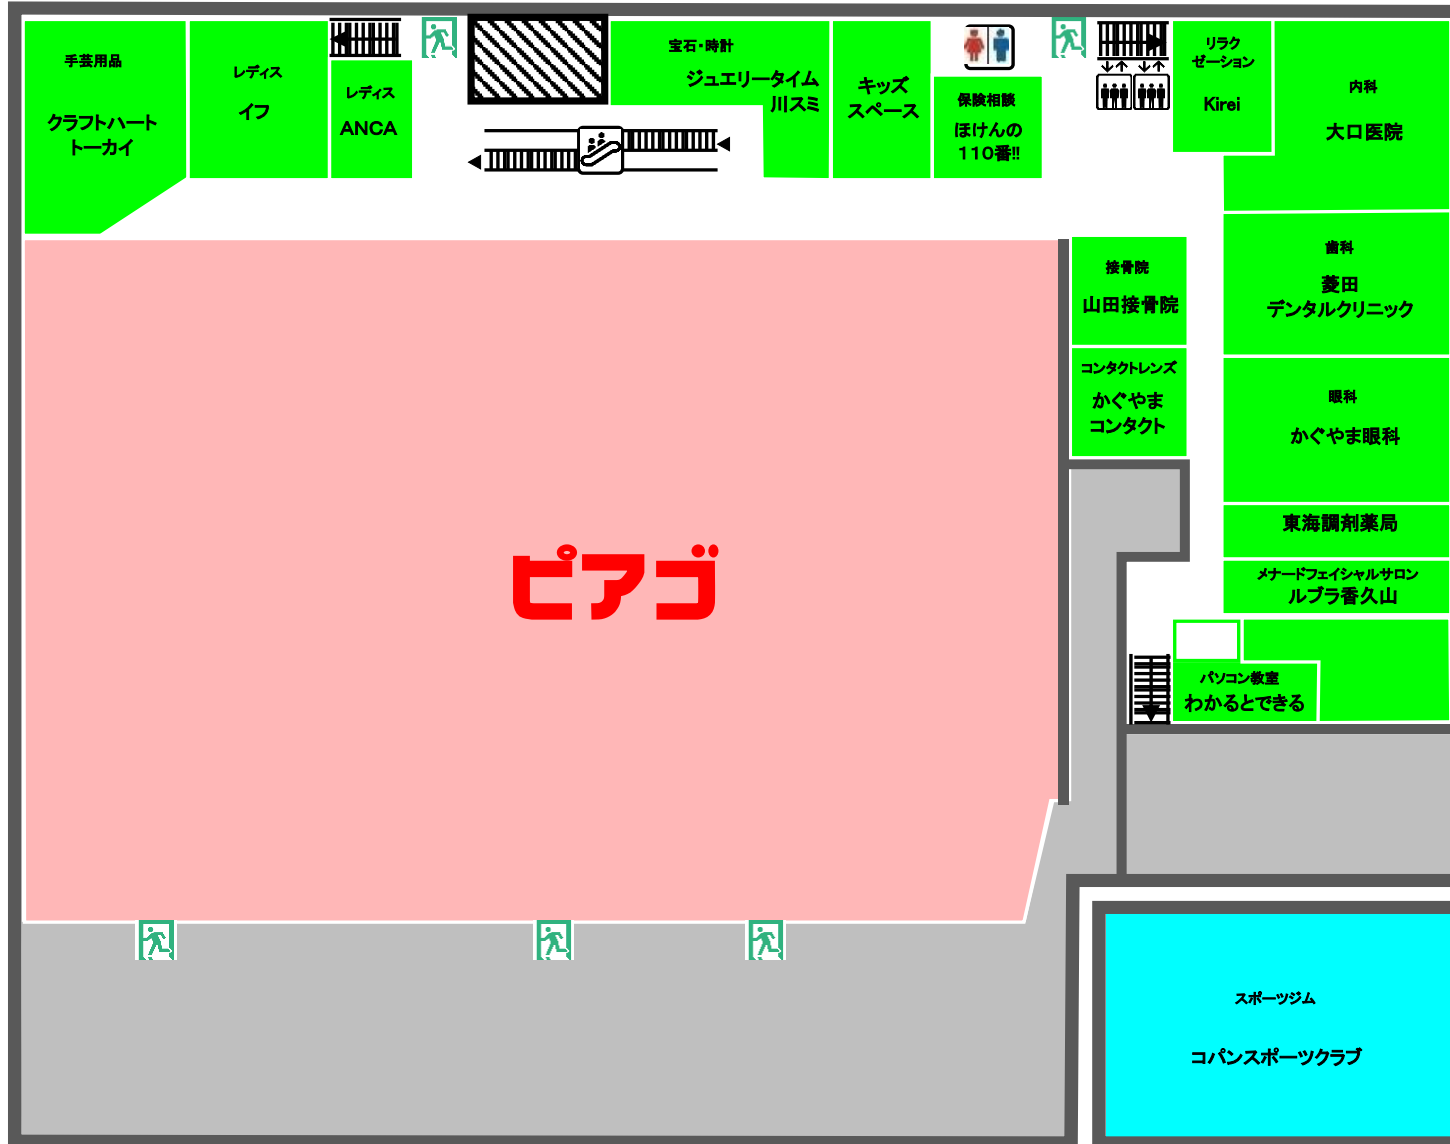 手芸用品
クラフトハート
トーカイ
レディス
イフ
レディス
ANCA
宝石・時計
ジュエリータイム
川スミ
キッズ
スペース
保険相談
ほけんの
110番!!
リラク
ゼーション
Kirei
内科
大口医院
歯科
菱田
デンタルクリニック
接骨院
山田接骨院
コンタクトレンズ
かぐやま
コンタクト
眼科
かぐやま眼科
東海調剤薬局
メナードフェイシャルサロン
ルブラ香久山
パソコン教室
わかるとできる
ピアゴ
スポーツジム
コパンスポーツクラブ